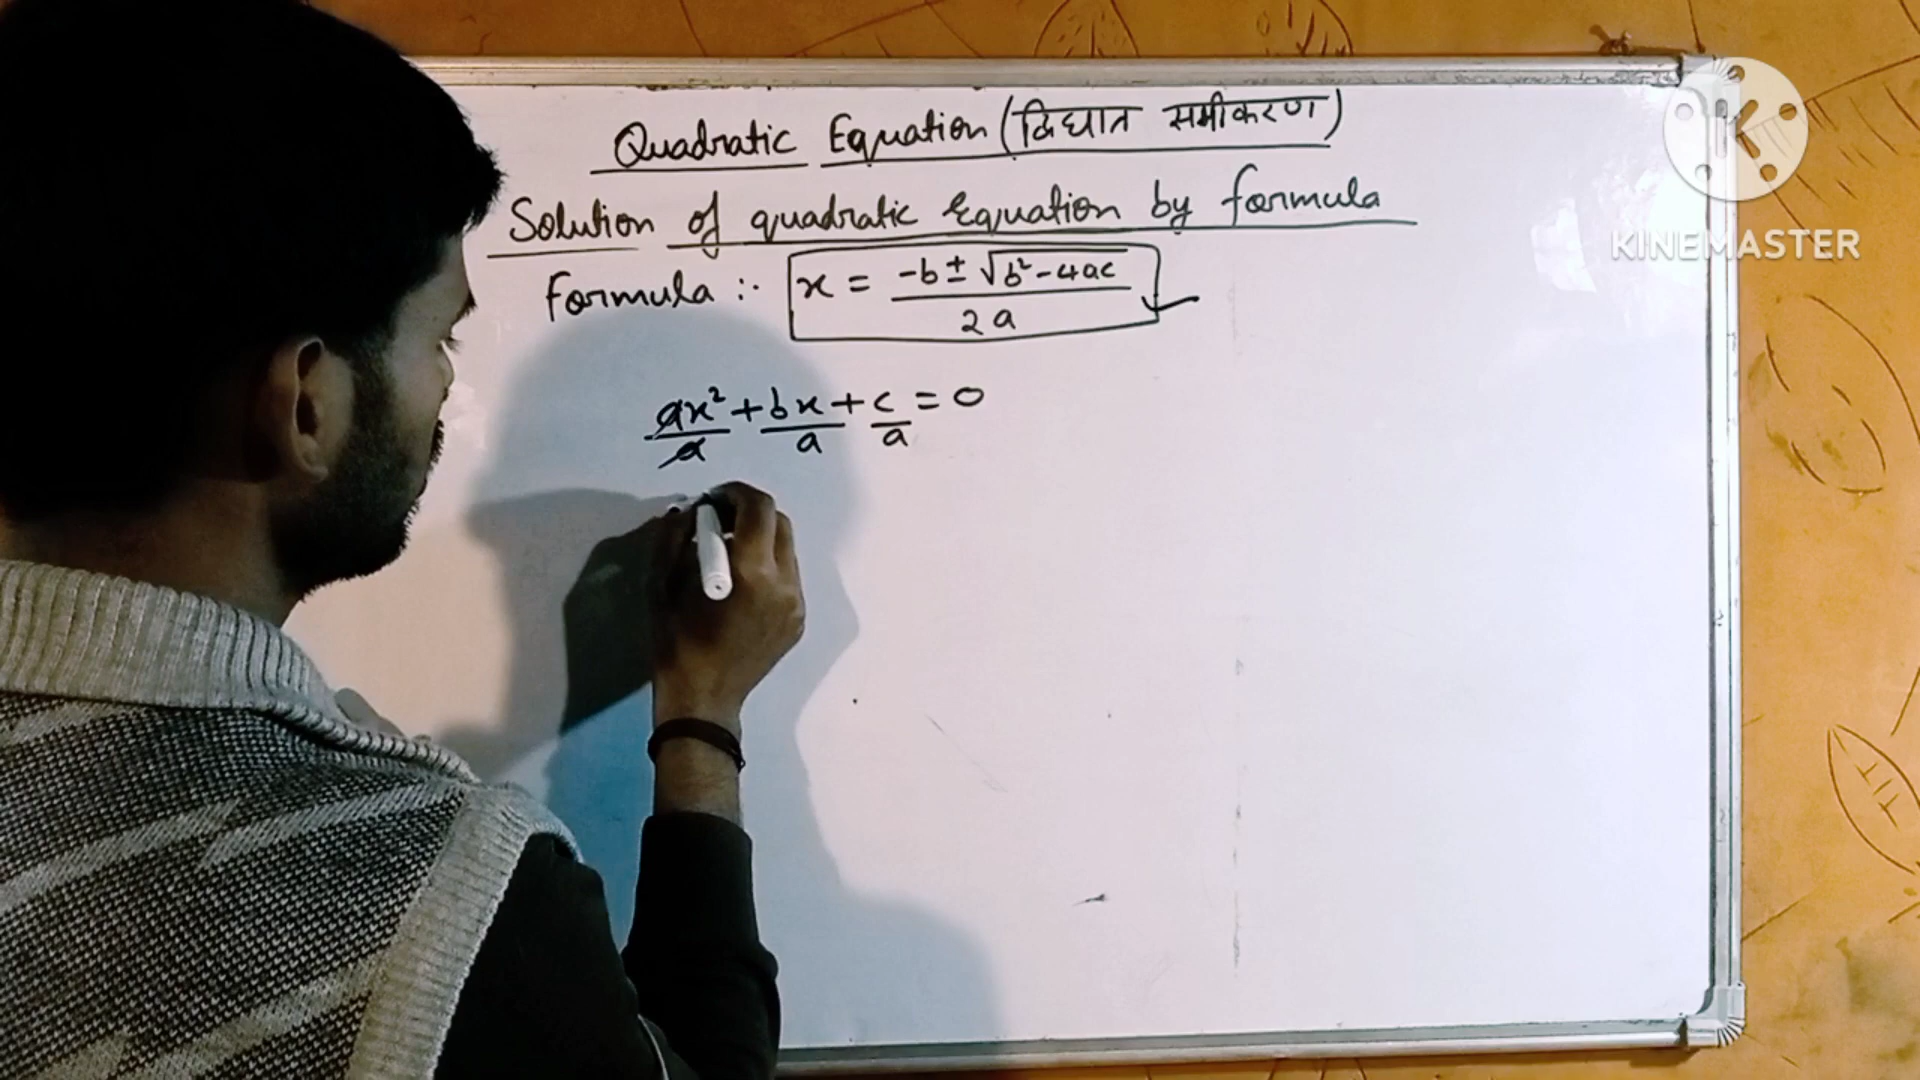 Quadratic Equation (द्विघात समीकरण)
Solution of quadratic Equation by formula
Formula :- x = -b ± √b² - 4ac / 2a
ax²/a + bx/a + c/a = 0
KINEMASTER